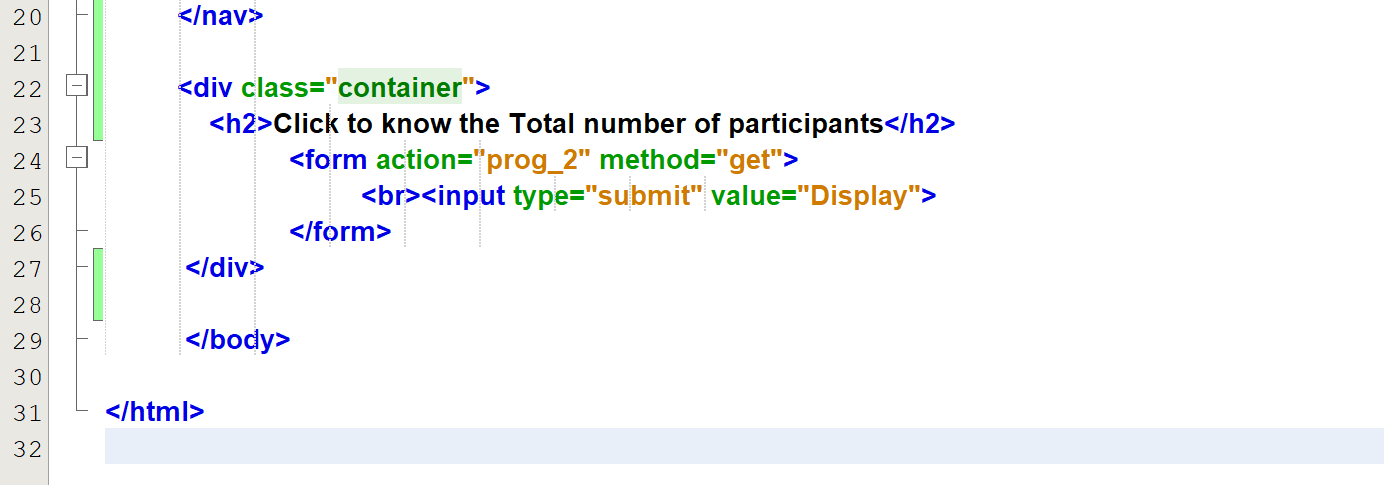 20 </nav>
21
22 <div class="container">
23 <h2>Click to know the Total number of participants</h2>
24 <form action="prog_2" method="get">
25 <br><input type="submit" value="Display">
26 </form>
27 </div>
28
29 </body>
30
31 </html>
32